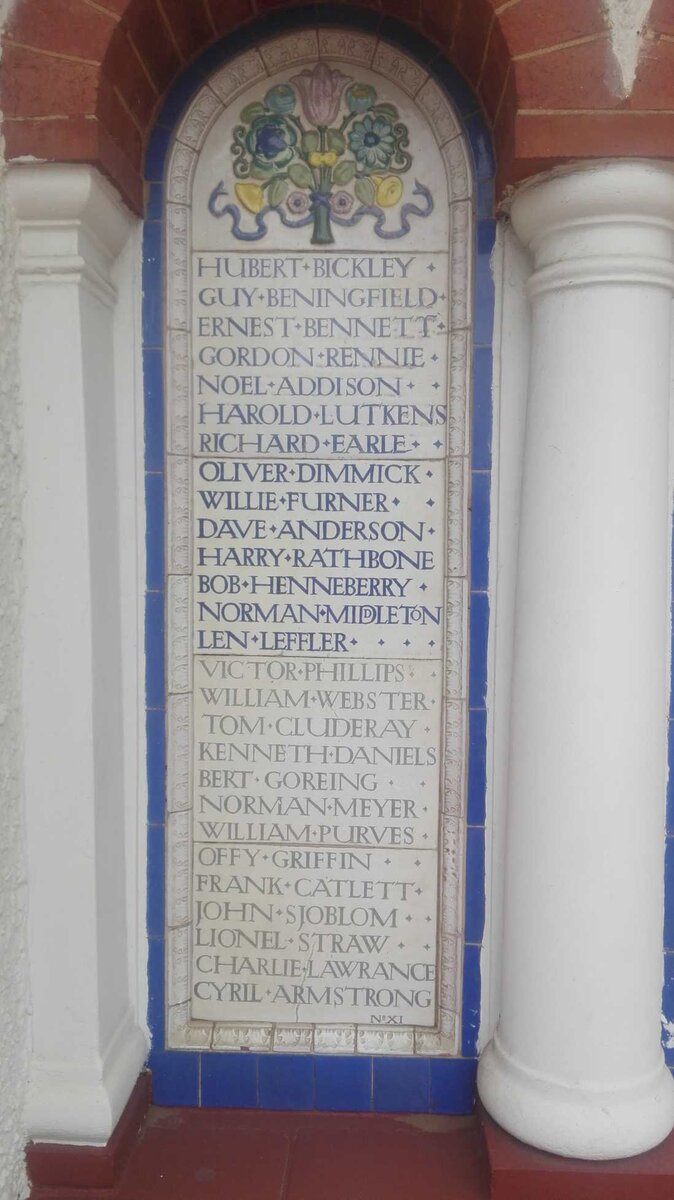 HUBERT·BICKLEY ·
GUY·BENINGFIELD·
ERNEST·BENNETT·
GORDON·RENNIE ·
NOEL·ADDISON · ·
HAROLD·LUTKENS
RICHARD·EARLE · ·
OLIVER·DIMMICK ·
WILLIE·FURNER · ·
DAVE·ANDERSON ·
HARRY·RATHBONE
BOB·HENNEBERRY ·
NORMAN·MIDDLETON
LEN·LEFFLER · · · ·
VICTOR·PHILLIPS · ·
WILLIAM·WEBSTER·
TOM·CLUDERAY ·
KENNETH·DANIELS
BERT·GOREING · ·
NORMAN·MEYER ·
WILLIAM·PURVES ·
OFFY·GRIFFIN · ·
FRANK·CATLETT·
JOHN·SJOBLOM · ·
LIONEL·STRAW · ·
CHARLIE·LAWRANCE
CYRIL·ARMSTRONG
No XI